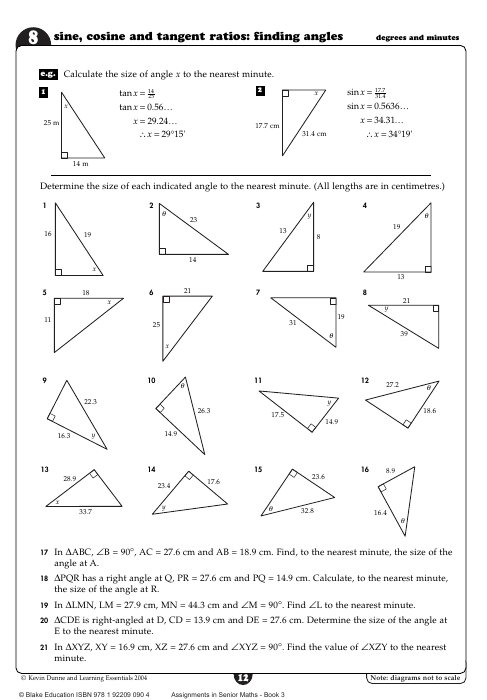 8 sine, cosine and tangent ratios: finding angles degrees and minutes
e.g. Calculate the size of angle x to the nearest minute.
1
x
25 m
14 m
tan x = 14/25
tan x = 0.56…
x = 29.24…
∴ x = 29°15′
2
x
17.7 cm
31.4 cm
sin x = 17.7/31.4
sin x = 0.5636…
x = 34.31…
∴ x = 34°19′
Determine the size of each indicated angle to the nearest minute. (All lengths are in centimetres.)
1
16
19
x
2
θ
23
14
3
y
13
8
4
19
θ
13
5
18
x
11
6
21
25
x
7
19
31
θ
8
21
y
39
9
22.3
16.3
y
10
θ
26.3
14.9
11
y
17.5
14.9
12
27.2
θ
18.6
13
28.9
x
33.7
14
23.4
17.6
y
15
23.6
θ
32.8
16
8.9
16.4
θ
17 In ΔABC, ∠B = 90°, AC = 27.6 cm and AB = 18.9 cm. Find, to the nearest minute, the size of the
angle at A.
18 ΔPQR has a right angle at Q, PR = 27.6 cm and PQ = 14.9 cm. Calculate, to the nearest minute,
the size of the angle at R.
19 In ΔLMN, LM = 27.9 cm, MN = 44.3 cm and ∠M = 90°. Find ∠L to the nearest minute.
20 ΔCDE is right-angled at D, CD = 13.9 cm and DE = 27.6 cm. Determine the size of the angle at
E to the nearest minute.
21 In ΔXYZ, XY = 16.9 cm, XZ = 27.6 cm and ∠XYZ = 90°. Find the value of ∠XZY to the nearest
minute.
© Kevin Dunne and Learning Essentials 2004 12 Note: diagrams not to scale
© Blake Education ISBN 978 1 92209 090 4 Assignments in Senior Maths - Book 3